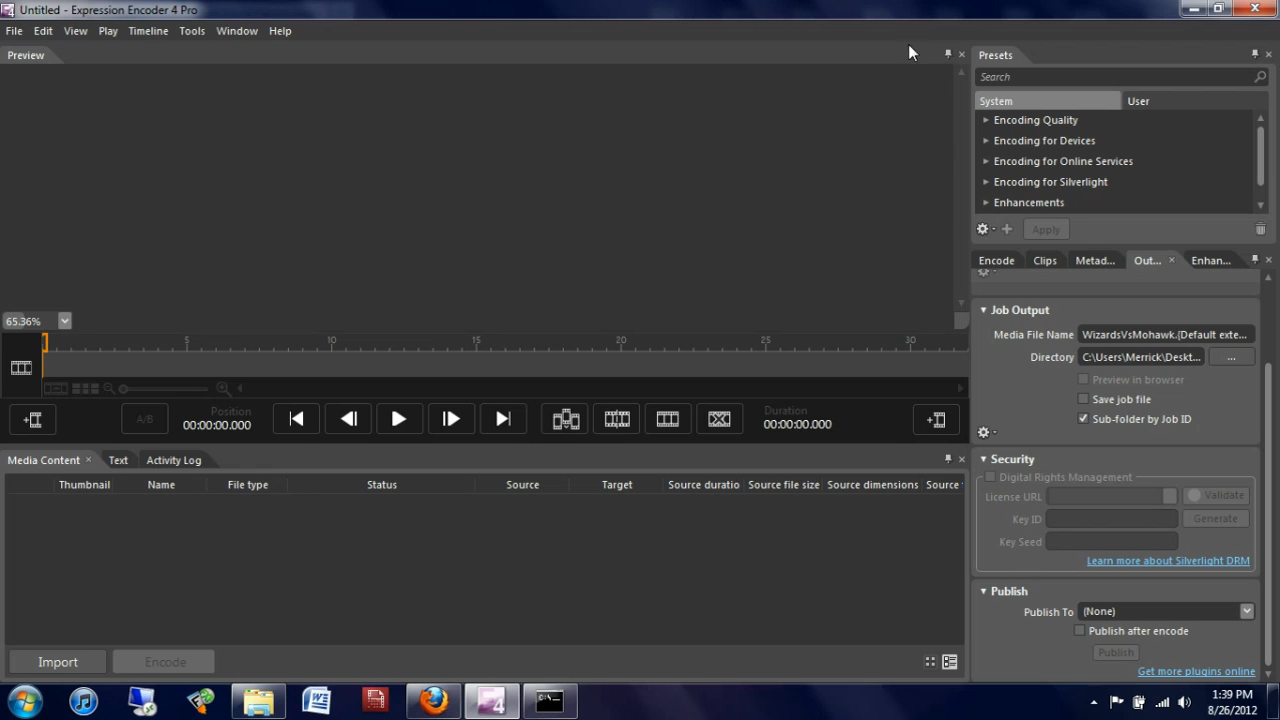 Untitled - Expression Encoder 4 Pro
File Edit View Play Timeline Tools Window Help
Preview
Presets
Search
System User
Encoding Quality
Encoding for Devices
Encoding for Online Services
Encoding for Silverlight
Enhancements
Apply
Encode Clips Metad... Out... Enhan...
Job Output
Media File Name WizardsVsMohawk.{Default exte...
Directory C:\Users\Merrick\Deskt... ...
Preview in browser
Save job file
Sub-folder by Job ID
Security
Digital Rights Management
License URL Validate
Key ID Generate
Key Seed
Learn more about Silverlight DRM
Publish
Publish To (None)
Publish after encode
Publish
Get more plugins online
65.36%
5 10 15 20 25 30
A/B
Position
00:00:00.000
Duration
00:00:00.000
Media Content Text Activity Log
Thumbnail Name File type Status Source Target Source duratio Source file size Source dimensions Source
Import Encode
1:39 PM
8/26/2012